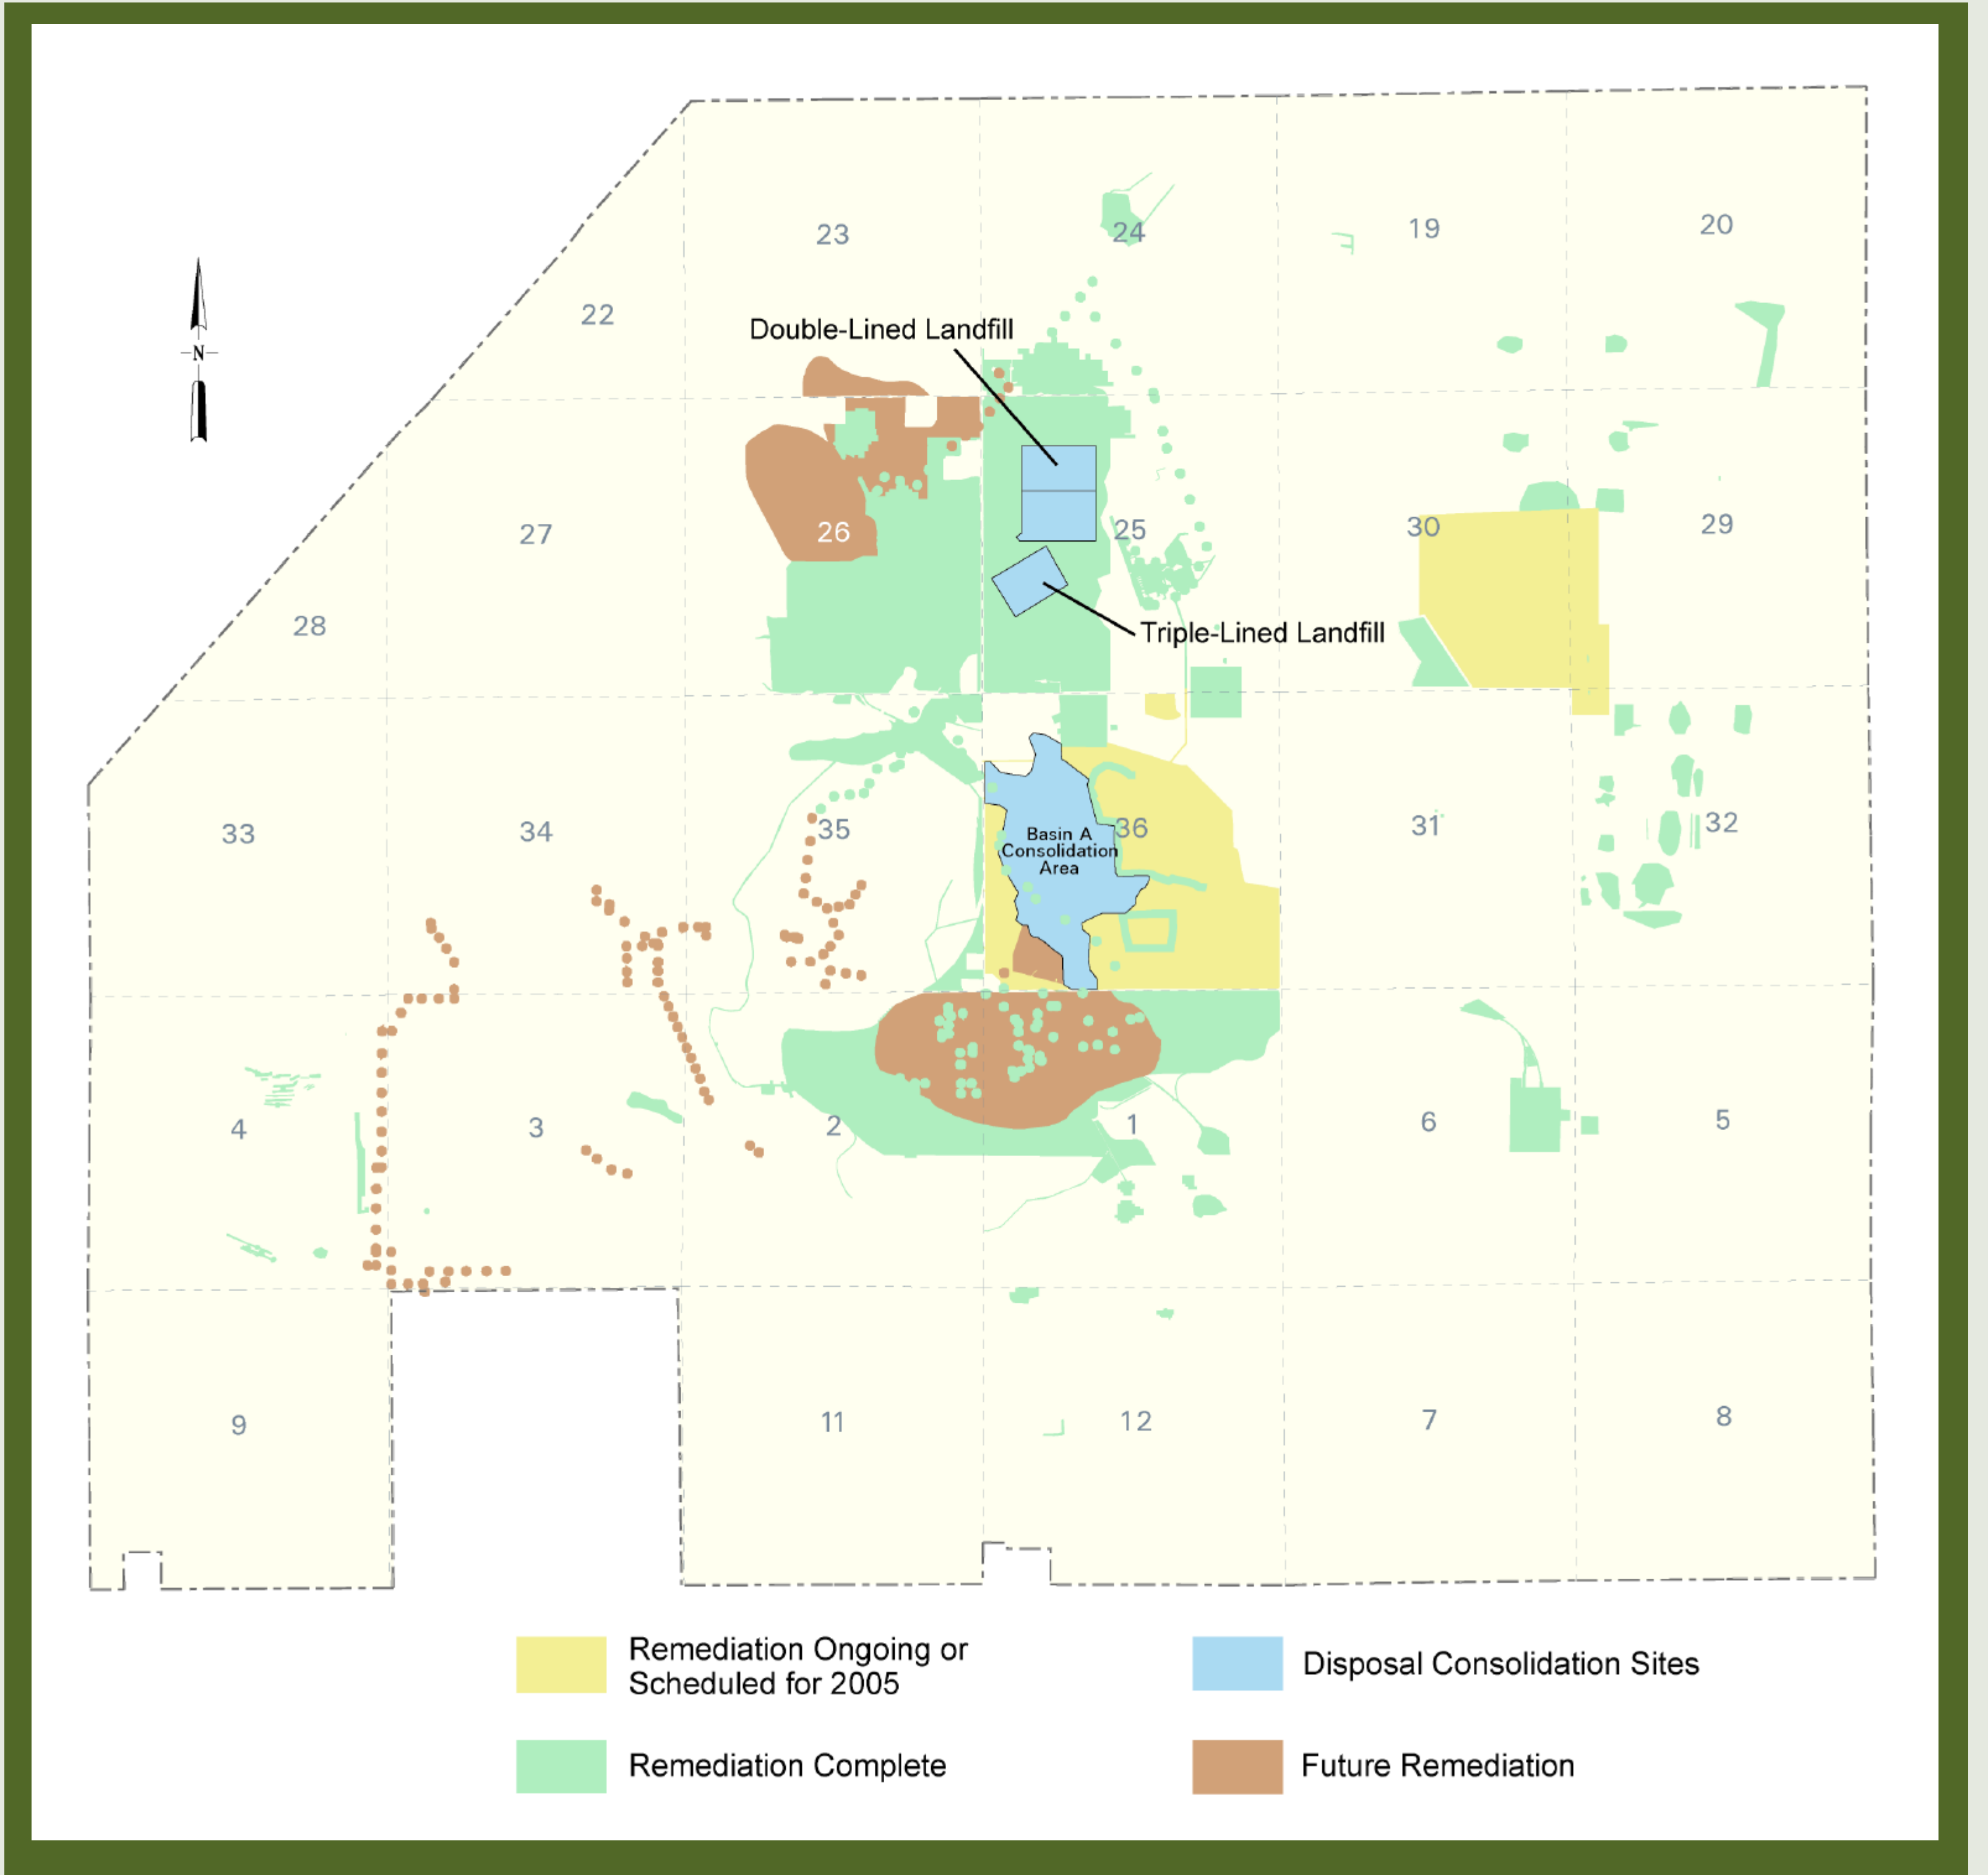 23
24
19
20
22
Double-Lined Landfill
N
27
26
25
30
29
28
Triple-Lined Landfill
33
34
35
Basin A
Consolidation
Area
36
31
32
4
3
2
1
6
5
9
11
12
7
8
Remediation Ongoing or
Scheduled for 2005
Disposal Consolidation Sites
Remediation Complete
Future Remediation